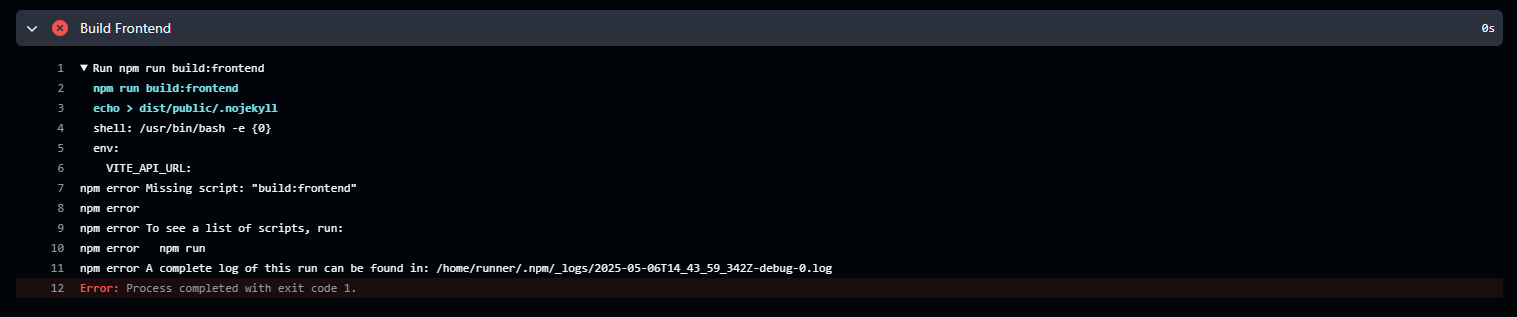 Build Frontend 0s
1 ▼ Run npm run build:frontend
2 npm run build:frontend
3 echo > dist/public/.nojekyll
4 shell: /usr/bin/bash -e {0}
5 env:
6 VITE_API_URL:
7 npm error Missing script: "build:frontend"
8 npm error
9 npm error To see a list of scripts, run:
10 npm error   npm run
11 npm error A complete log of this run can be found in: /home/runner/.npm/_logs/2025-05-06T14_43_59_342Z-debug-0.log
12 Error: Process completed with exit code 1.